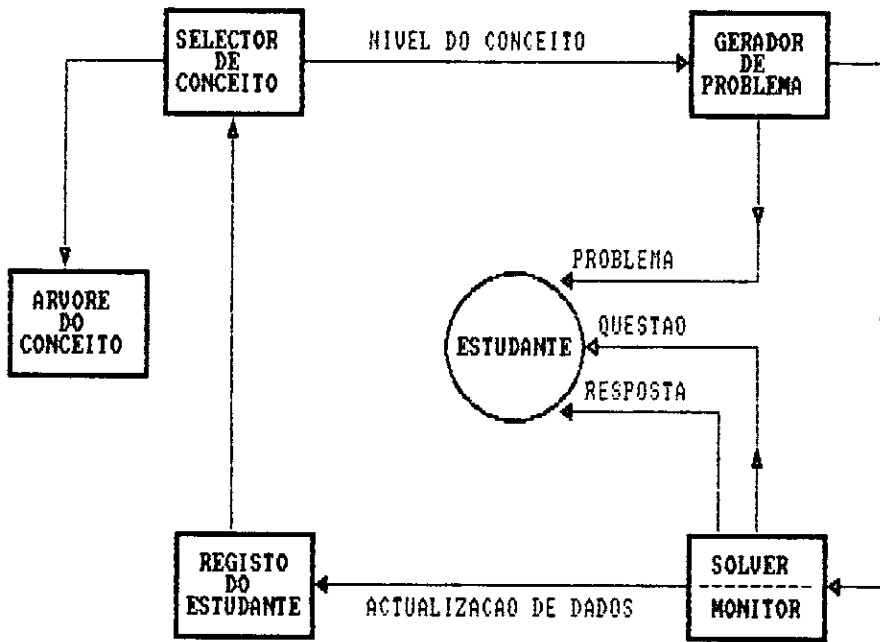 SELECTOR
DE
CONCEITO
NIVEL DO CONCEITO
GERADOR
DE
PROBLEMA
ARVORE
DO
CONCEITO
PROBLEMA
ESTUDANTE
QUESTAO
RESPOSTA
REGISTO
DO
ESTUDANTE
ACTUALIZACAO DE DADOS
SOLVER
MONITOR